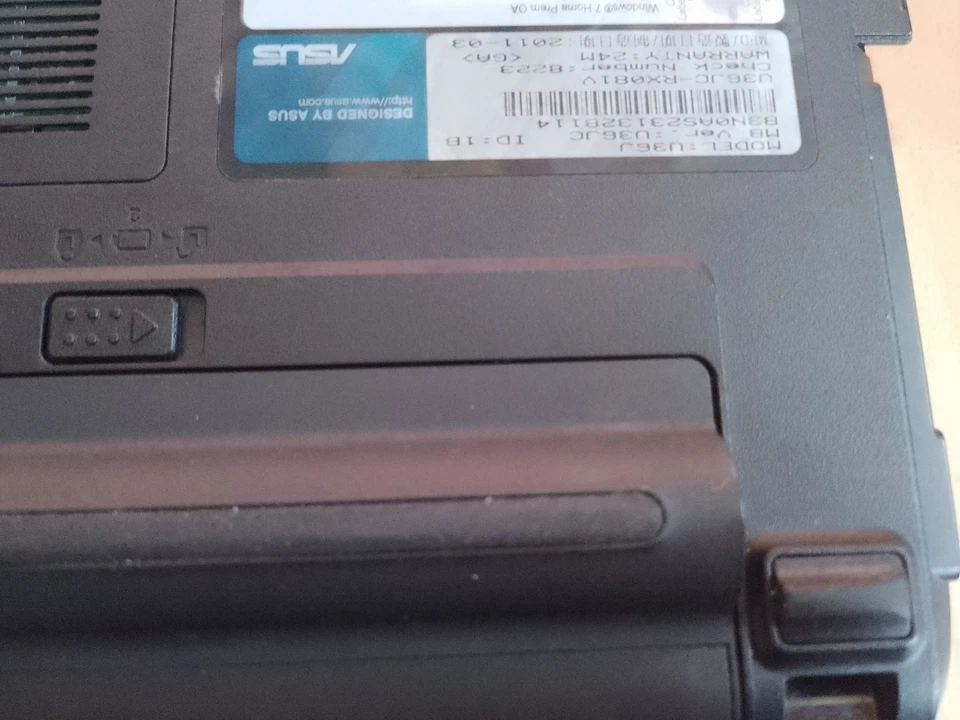 MODEL:U36J
MB Ver.:U36JC ID:1B
B3N0AS231328114
U36JC-RX081V
Check Number:8223
WARRANTY:24M <GA>
MFD/製造日期/制造日期:2011-03
DESIGNED BY ASUS
http://www.asus.com
ASUS
Windows® 7 Home Prem OA